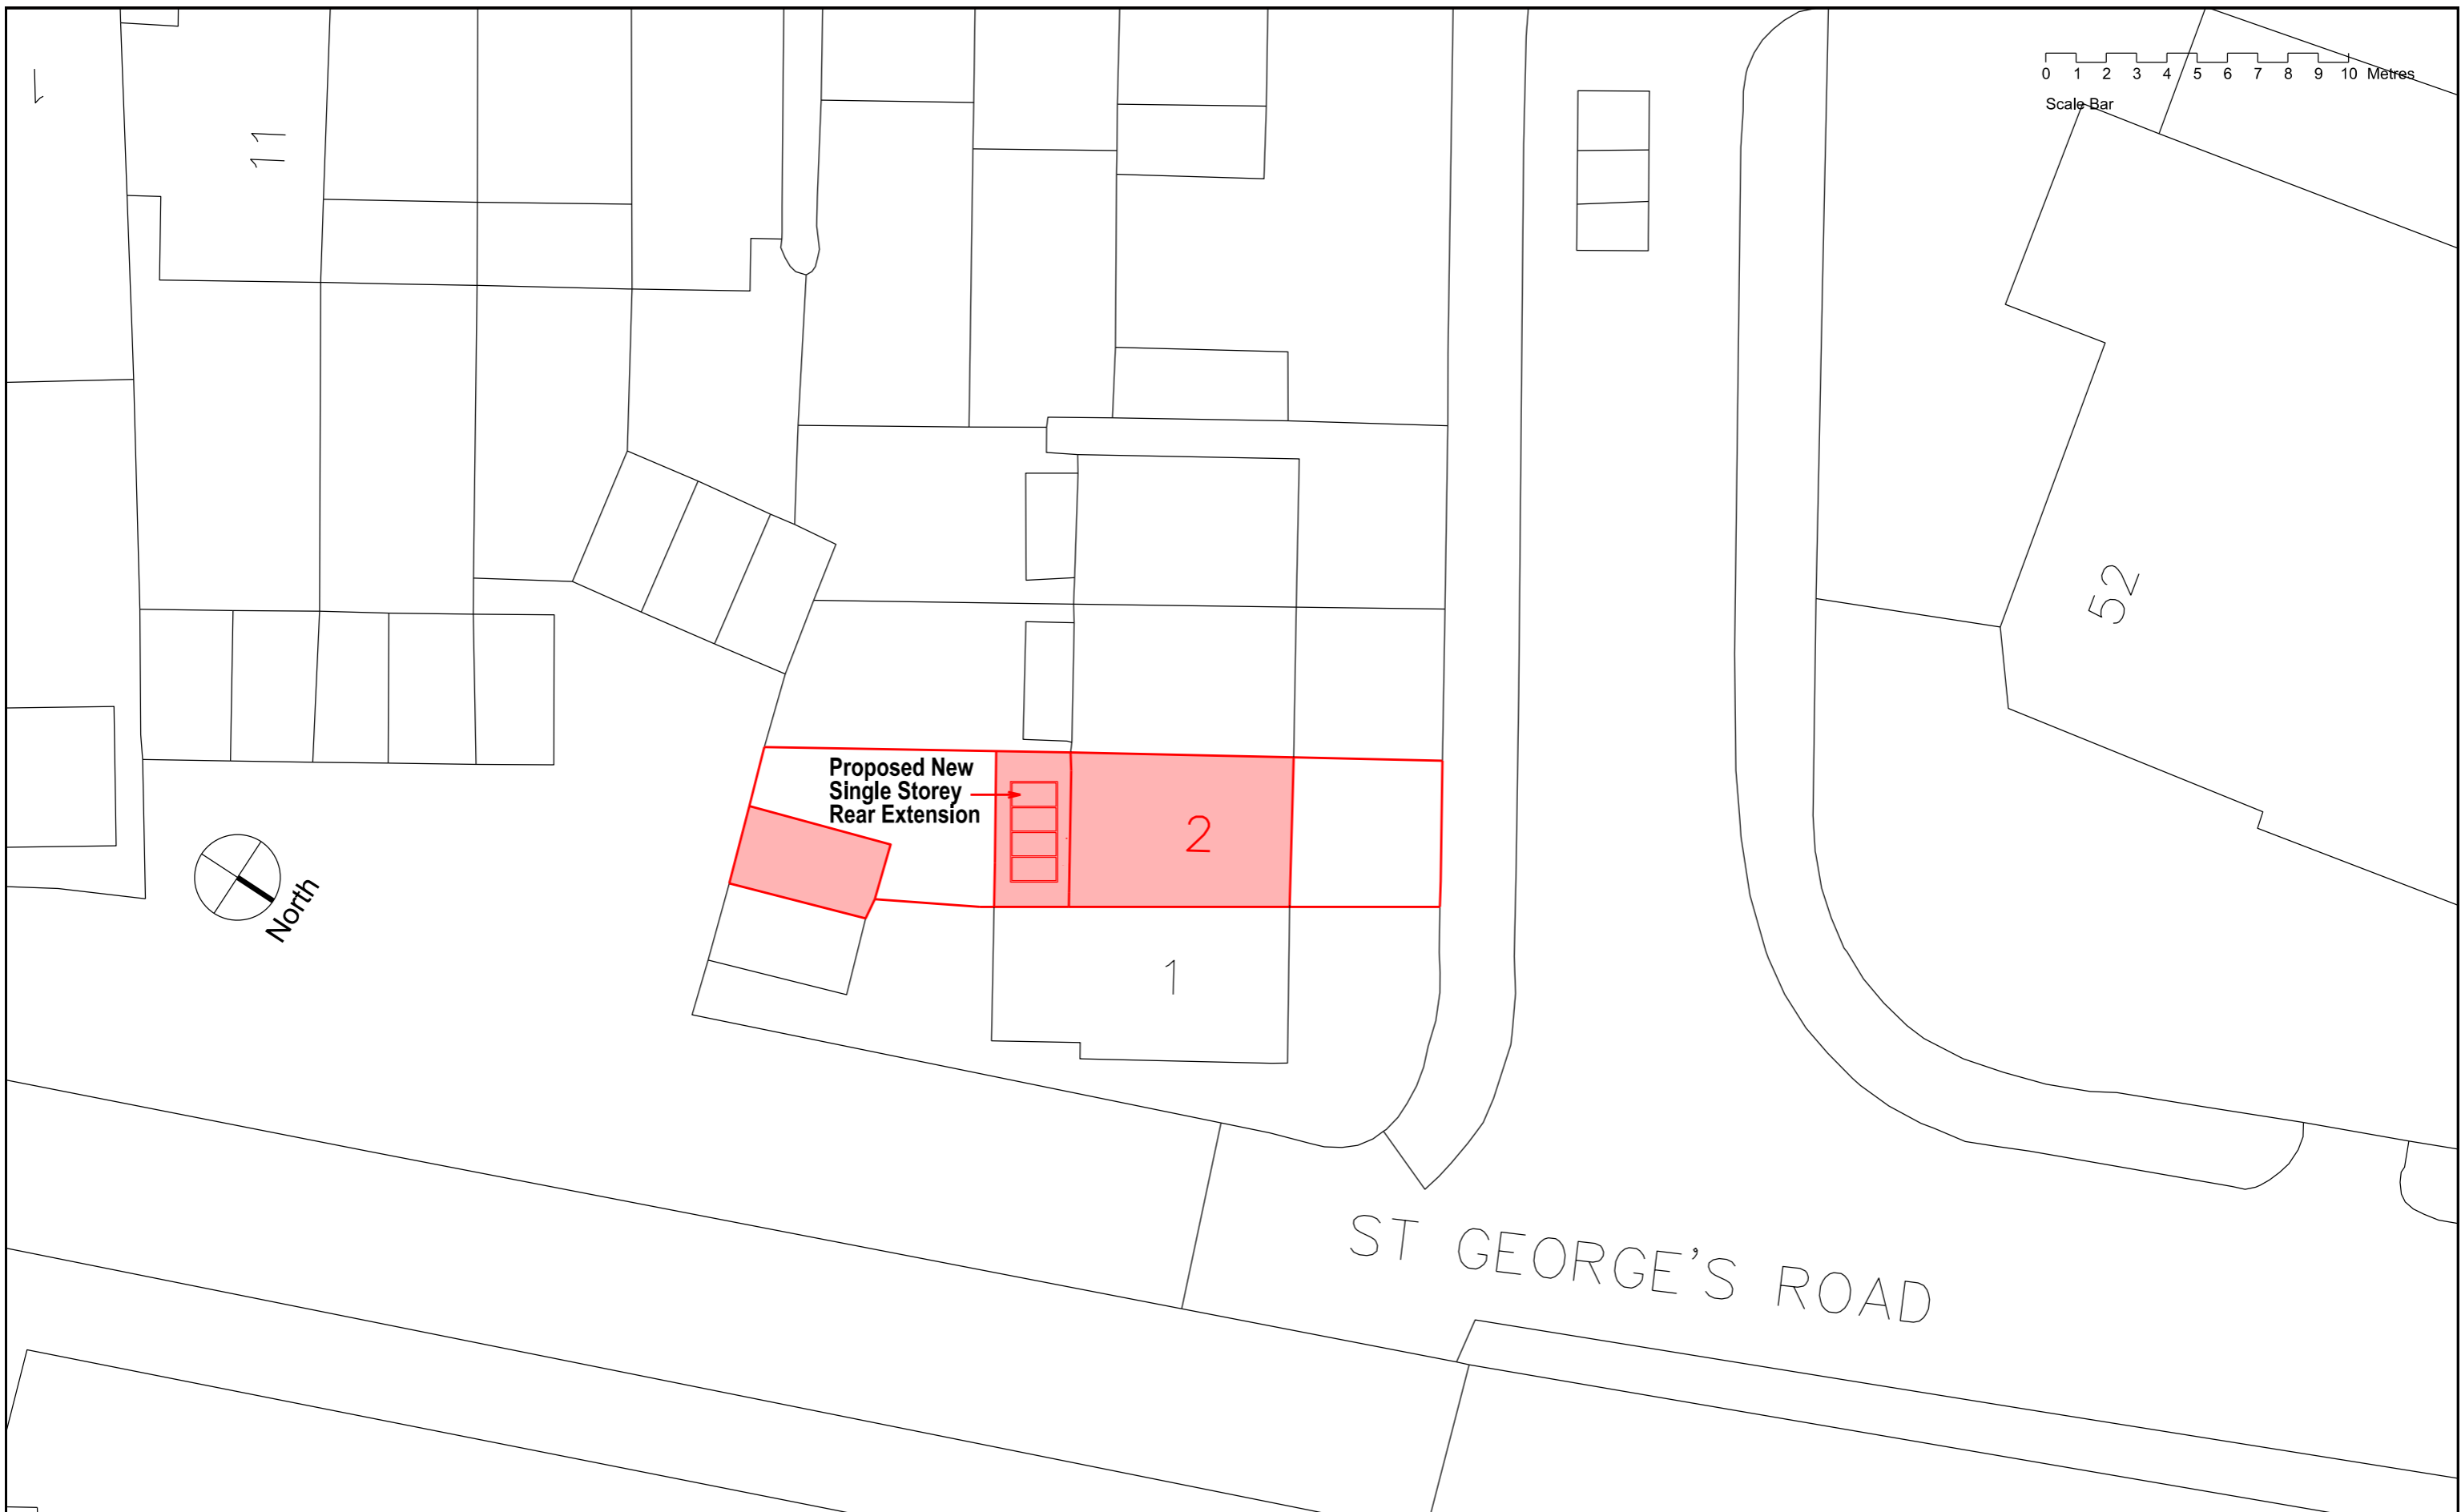 0 1 2 3 4 5 6 7 8 9 10 Metres
Scale Bar
1
11
52
Proposed New
Single Storey
Rear Extension
2
North
1
ST GEORGE'S ROAD